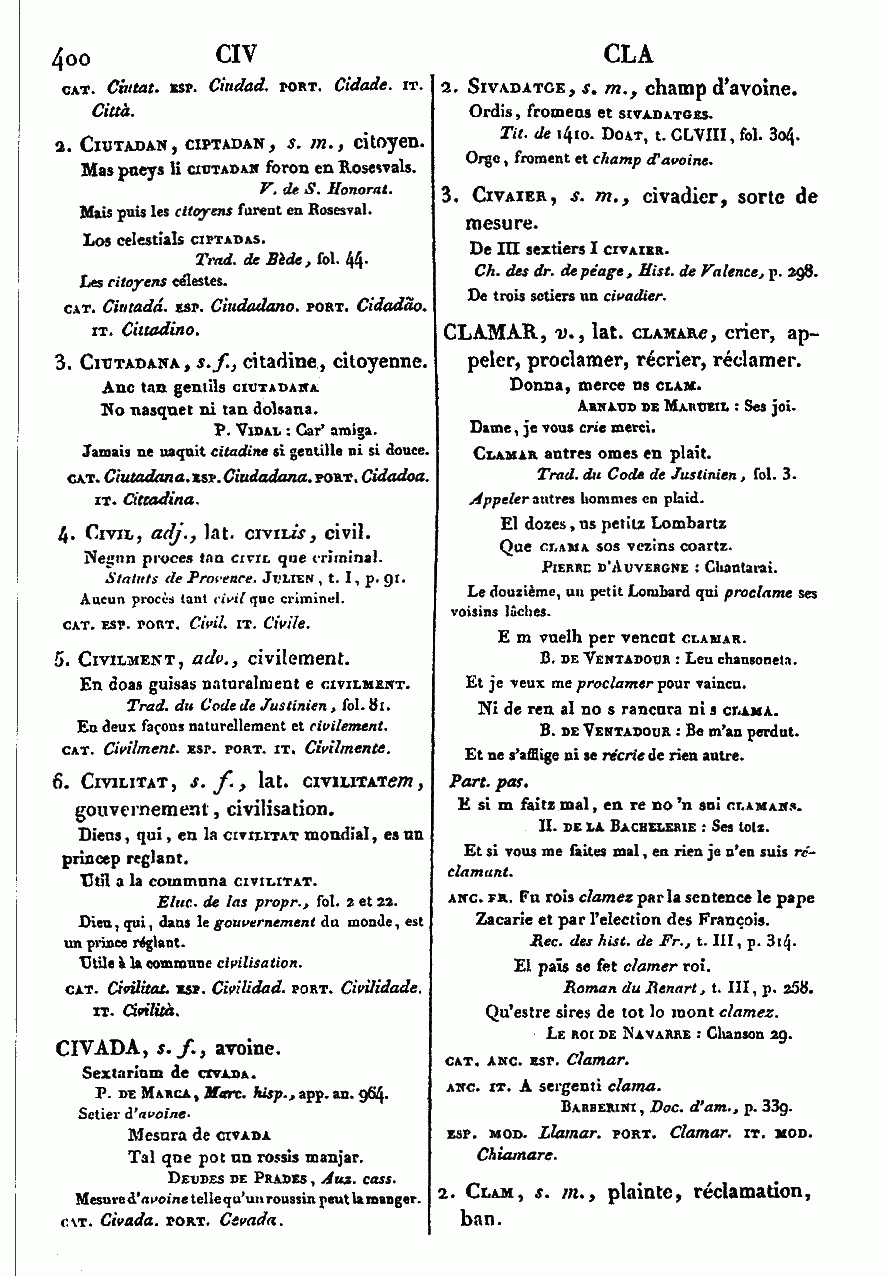 400 CIV CLA
CAT. Ciutat. ESP. Ciudad. PORT. Cidade. IT.
Città.
2. CIUTADAN, CIPTADAN, s. m., citoyen.
Mas pueys li CIUTADAN foron en Rosesvals.
V. de S. Honorat.
Mais puis les citoyens furent en Rosesval.
Los celestials CIPTADAS.
Trad. de Bède, fol. 44.
Les citoyens célestes.
CAT. Ciutadá. ESP. Ciudadano. PORT. Cidadão.
IT. Cittadino.
3. CIUTADANA, s. f., citadine, citoyenne.
Anc tan gentils CIUTADANA
No nasquet ni tan dolsana.
P. VIDAL : Car' amiga.
Jamais ne naquit citadine si gentille ni si douce.
CAT. Ciutadana. ESP. Ciudadana. PORT. Cidadoa.
IT. Cittadina.
4. CIVIL, adj., lat. CIVILis, civil.
Negun proces tan CIVIL que criminal.
Statuts de Provence. JULIEN, t. I, p. 91.
Aucun procès tant civil que criminel.
CAT. ESP. PORT. Civil. IT. Civile.
5. CIVILMENT, adv., civilement.
En doas guisas naturalment e CIVILMENT.
Trad. du Code de Justinien, fol. 81.
En deux façons naturellement et civilement.
CAT. Civilment. ESP. PORT. IT. Civilmente.
6. CIVILITAT, s. f., lat. CIVILITATem,
gouvernement, civilisation.
Dieus, qui, en la CIVILITAT mondial, es un
princep reglant.
Util a la communa CIVILITAT.
Eluc. de las propr., fol. 2 et 22.
Dieu, qui, dans le gouvernement du monde, est
un prince réglant.
Utile à la commune civilisation.
CAT. Civilitat. ESP. Civilidad. PORT. Civilidade.
IT. Civilità.
CIVADA, s. f., avoine.
Sextarium de CIVADA.
P. DE MARCA, Marc. hisp., app. an. 964.
Setier d'avoine.
Mesura de CIVADA
Tal que pot un rossis manjar.
DEUDES DE PRADES, Auz. cass.
Mesure d'avoine telle qu'un roussin peut la manger.
CAT. Civada. PORT. Cevada.
2. SIVADATGE, s. m., champ d'avoine.
Ordis, fromens et SIVADATGES.
Tit. de 1410. DOAT, t. CLVIII, fol. 304.
Orge, froment et champ d'avoine.
3. CIVAIER, s. m., civadier, sorte de
mesure.
De III sextiers I CIVAIER.
Ch. des dr. de péage, Hist. de Valence, p. 298.
De trois setiers un civadier.
CLAMAR, v., lat. CLAMARe, crier, ap-
peler, proclamer, récrier, réclamer.
Donna, merce us CLAM.
ARNAUD DE MARUEIL : Ses joi.
Dame, je vous crie merci.
CLAMAR autres omes en plait.
Trad. du Code de Justinien, fol. 3.
Appeler autres hommes en plaid.
El dozes, us petitz Lombartz
Que CLAMA sos vezins coartz.
PIERRE D'AUVERGNE : Chantarai.
Le douzième, un petit Lombard qui proclame ses
voisins lâches.
E m vuelh per vencut CLAMAR.
B. DE VENTADOUR : Leu chansoneta.
Et je veux me proclamer pour vaincu.
Ni de ren al no s rancura ni s CLAMA.
B. DE VENTADOUR : Be m'an perdut.
Et ne s'afflige ni se récrie de rien autre.
Part. pas.
E si m faitz mal, en re no 'n sui CLAMANS.
H. DE LA BACHELERIE : Ses totz.
Et si vous me faites mal, en rien je n'en suis ré-
clamant.
ANC. FR. Fu rois clamez par la sentence le pape
Zacarie et par l'election des François.
Rec. des hist. de Fr., t. III, p. 314.
El païs se fet clamer roi.
Roman du Renart, t. III, p. 258.
Qu'estre sires de tot lo mont clamez.
LE ROI DE NAVARRE : Chanson 29.
CAT. ANC. ESP. Clamar.
ANC. IT. A sergenti clama.
BARBERINI, Doc. d'am., p. 339.
ESP. MOD. Llamar. PORT. Clamar. IT. MOD.
Chiamare.
2. CLAM, s. m., plainte, réclamation,
ban.